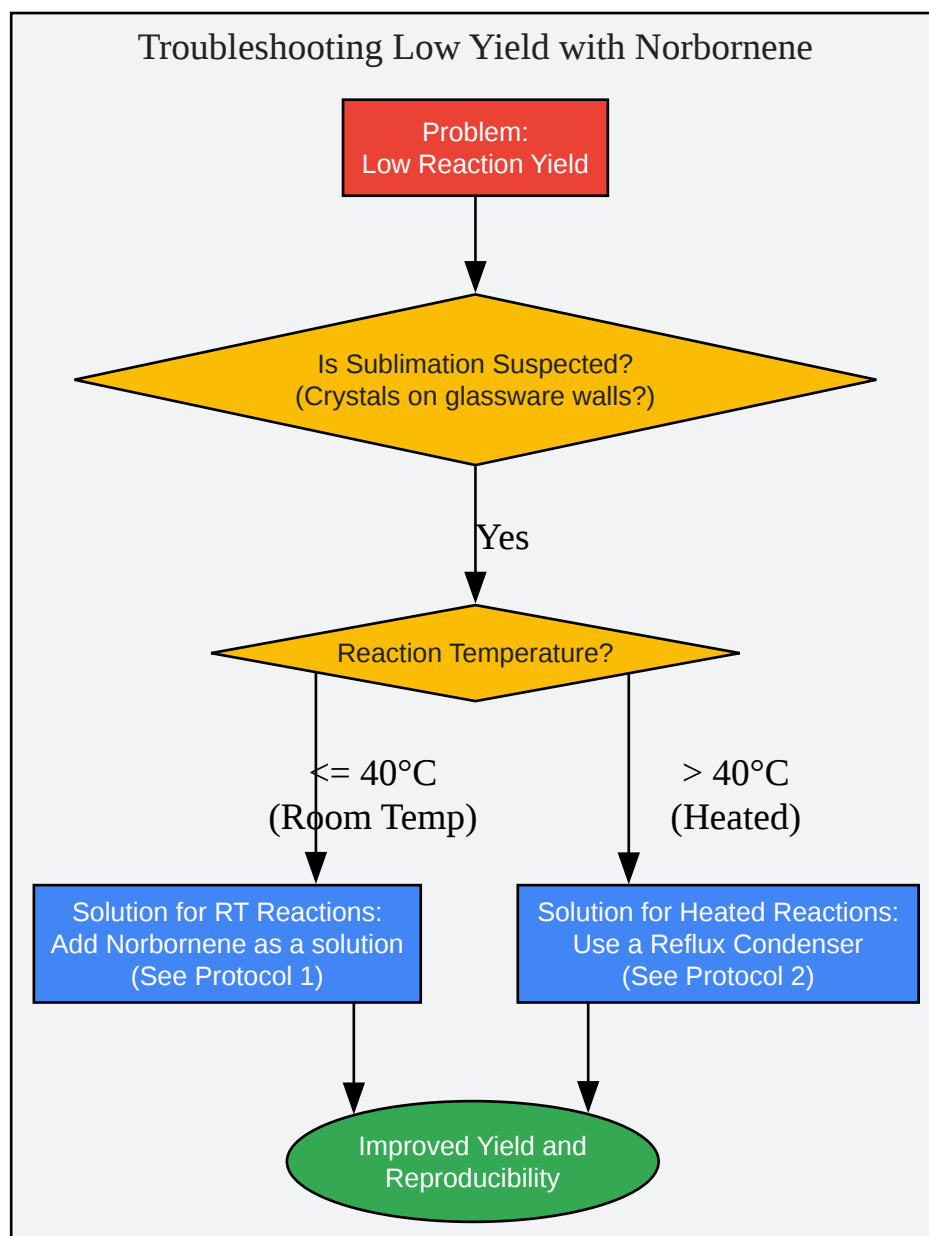 Troubleshooting Low Yield with Norbornene
Problem:
Low Reaction Yield
Is Sublimation Suspected?
(Crystals on glassware walls?)
Yes
Reaction Temperature?
<= 40°C
(Room Temp)
> 40°C
(Heated)
Solution for RT Reactions:
Add Norbornene as a solution
(See Protocol 1)
Solution for Heated Reactions:
Use a Reflux Condenser
(See Protocol 2)
Improved Yield and
Reproducibility